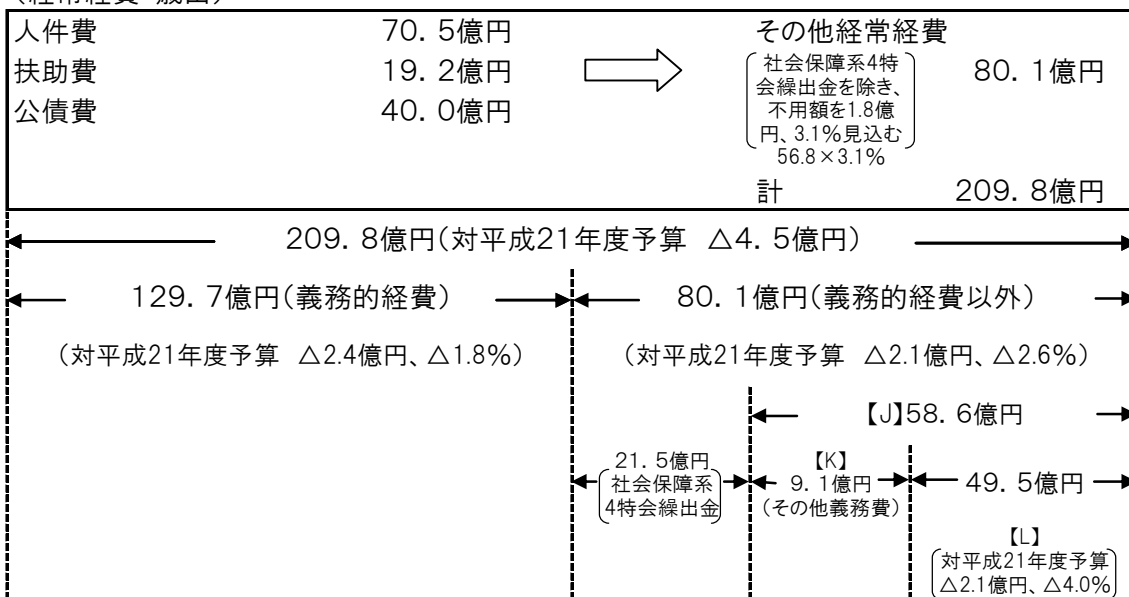 人件費 70．5億円 その他経常経費
扶助費 19．2億円 社会保障系4特会繰出金を除き、不用額を1.8億円、3.1％見込む 80．1億円
公債費 40．0億円
56.8×3.1％
計 209．8億円
209．8億円（対平成21年度予算 △4．5億円）
129．7億円（義務的経費） 80．1億円（義務的経費以外）
（対平成21年度予算 △2.4億円、△1.8％） （対平成21年度予算 △2.1億円、△2.6％）
【J】58．6億円
21．5億円
社会保障系
4特会繰出金
【K】
9．1億円
（その他義務費）
49．5億円
【L】
対平成21年度予算
△2.1億円、△4.0％